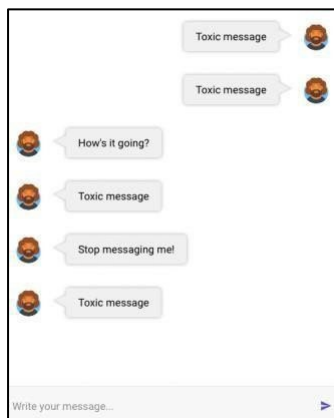 Toxic message
Toxic message
How's it going?
Toxic message
Stop messaging me!
Toxic message
Write your message...